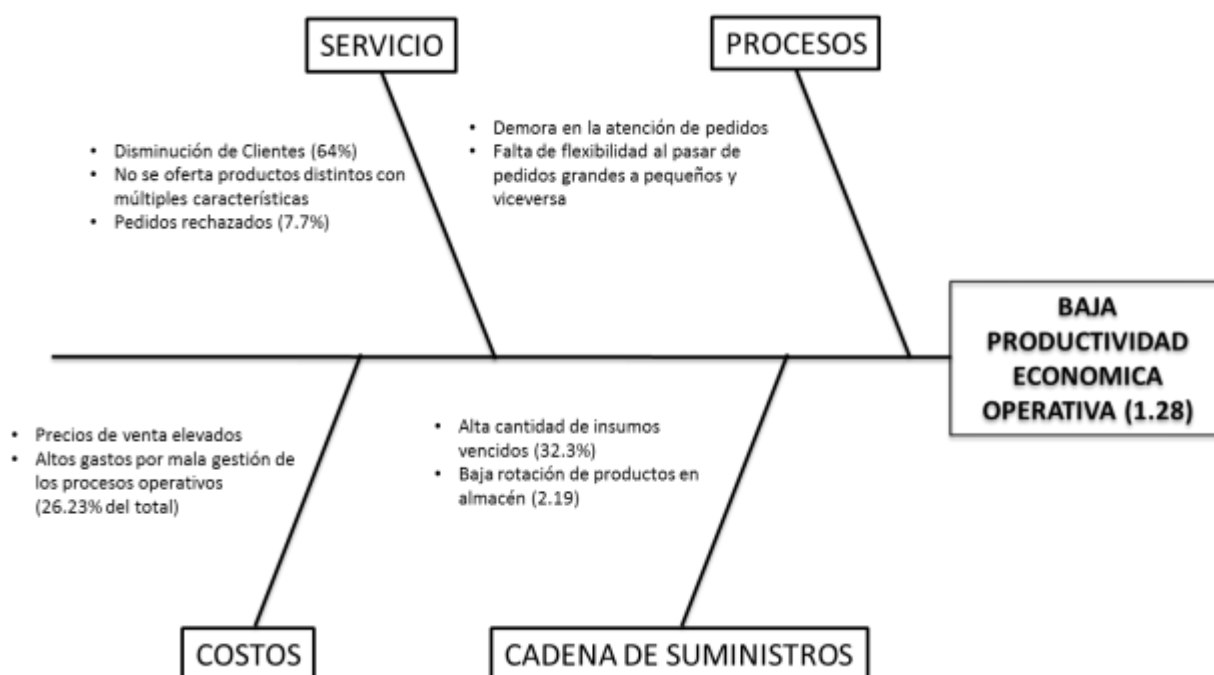 SERVICIO
PROCESOS
• Disminución de Clientes (64%)
• No se oferta productos distintos con
múltiples características
• Pedidos rechazados (7.7%)
• Demora en la atención de pedidos
• Falta de flexibilidad al pasar de
pedidos grandes a pequeños y
viceversa
BAJA
PRODUCTIVIDAD
ECONOMICA
OPERATIVA (1.28)
• Precios de venta elevados
• Altos gastos por mala gestión de
los procesos operativos
(26.23% del total)
• Alta cantidad de insumos
vencidos (32.3%)
• Baja rotación de productos en
almacén (2.19)
COSTOS
CADENA DE SUMINISTROS